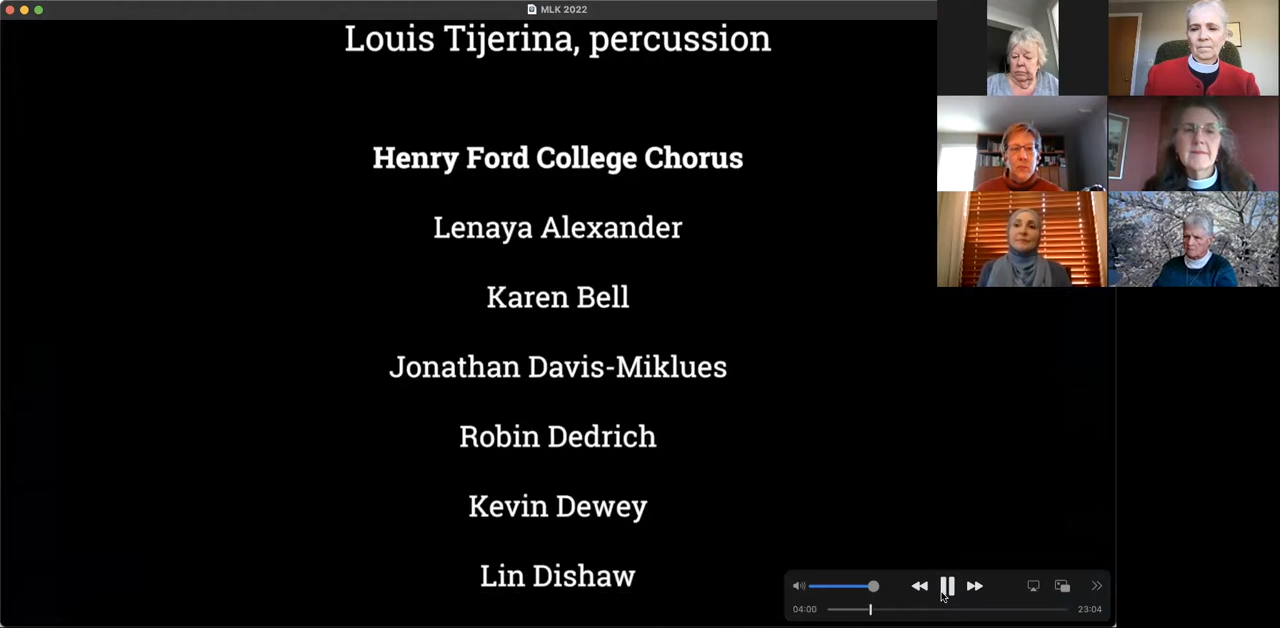 MLK 2022
Louis Tijerina, percussion
Henry Ford College Chorus
Lenaya Alexander
Karen Bell
Jonathan Davis-Miklues
Robin Dedrich
Kevin Dewey
Lin Dishaw
04:00
23:04